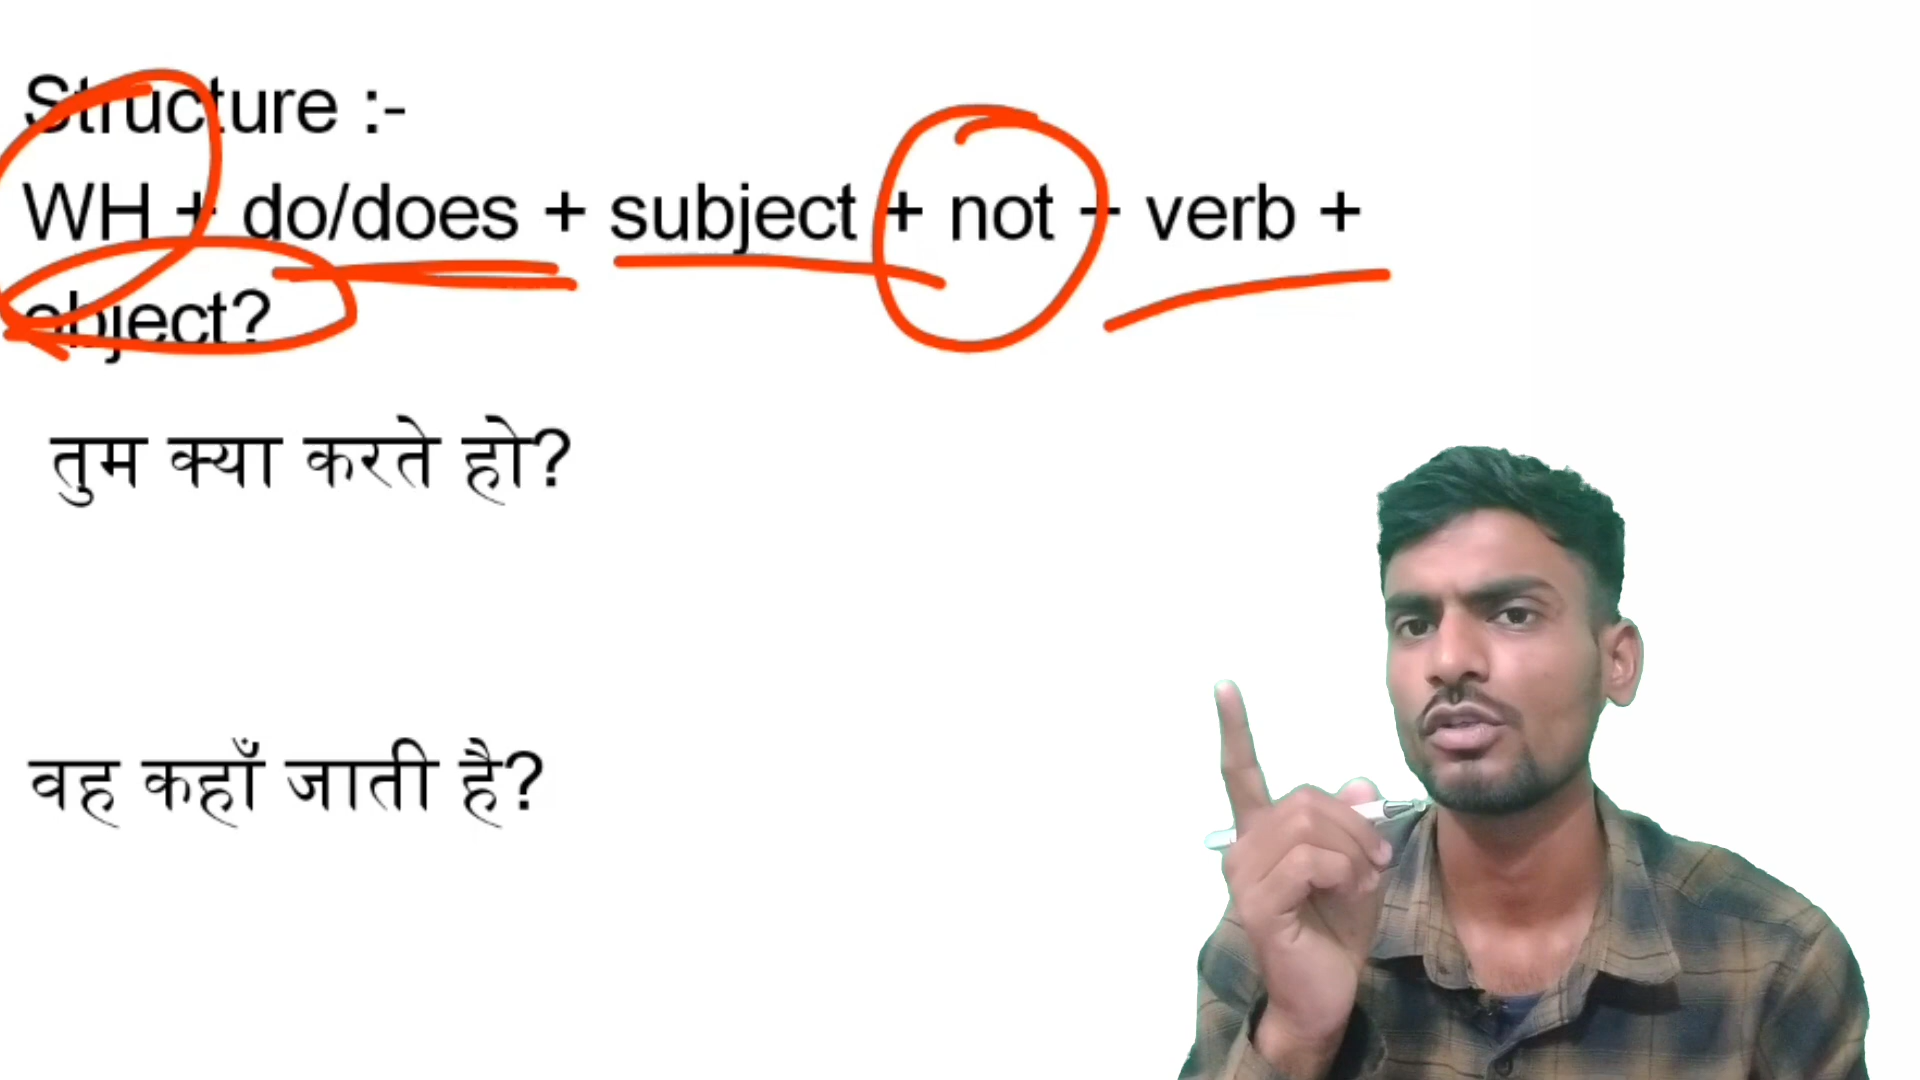 Structure :-
WH + do/does + subject + not + verb +
object?
तुम क्या करते हो?
वह कहाँ जाती है?